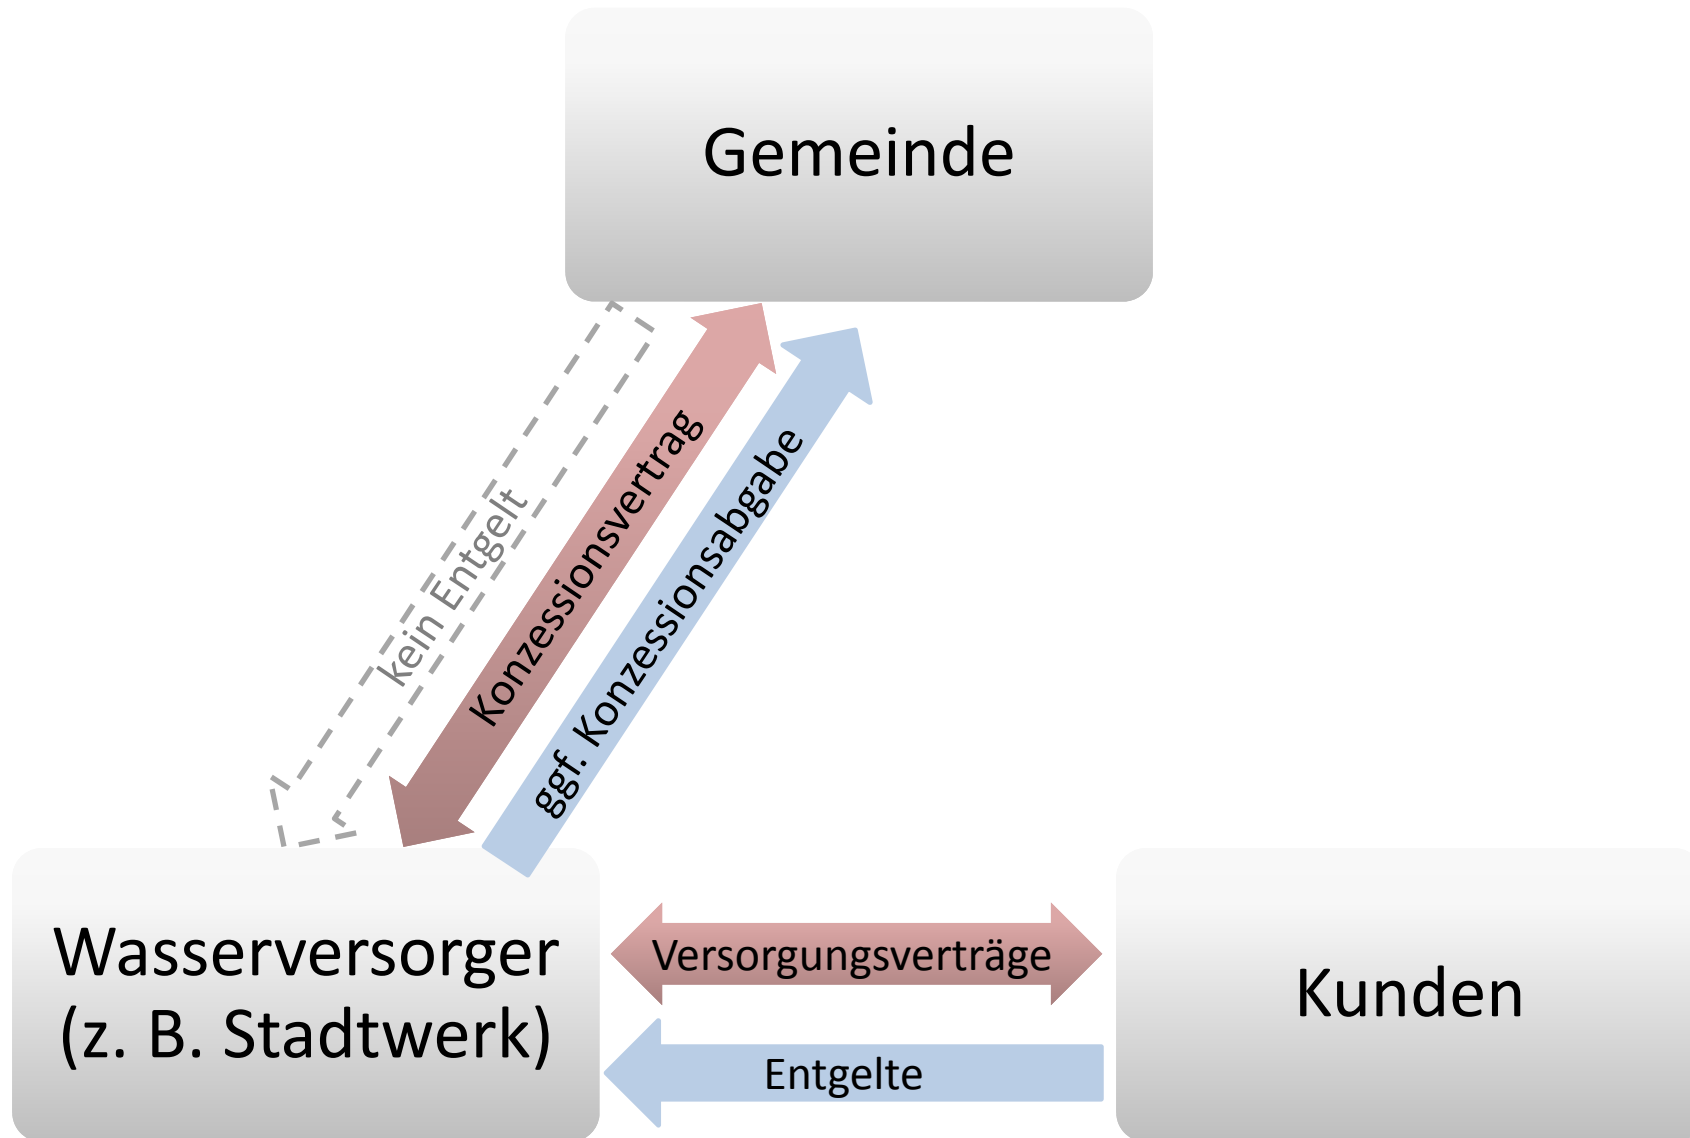 Gemeinde
kein Entgelt
Konzessionsvertrag
ggf. Konzessionsabgabe
Wasserversorger
(z. B. Stadtwerk)
Versorgungsverträge
Entgelte
Kunden